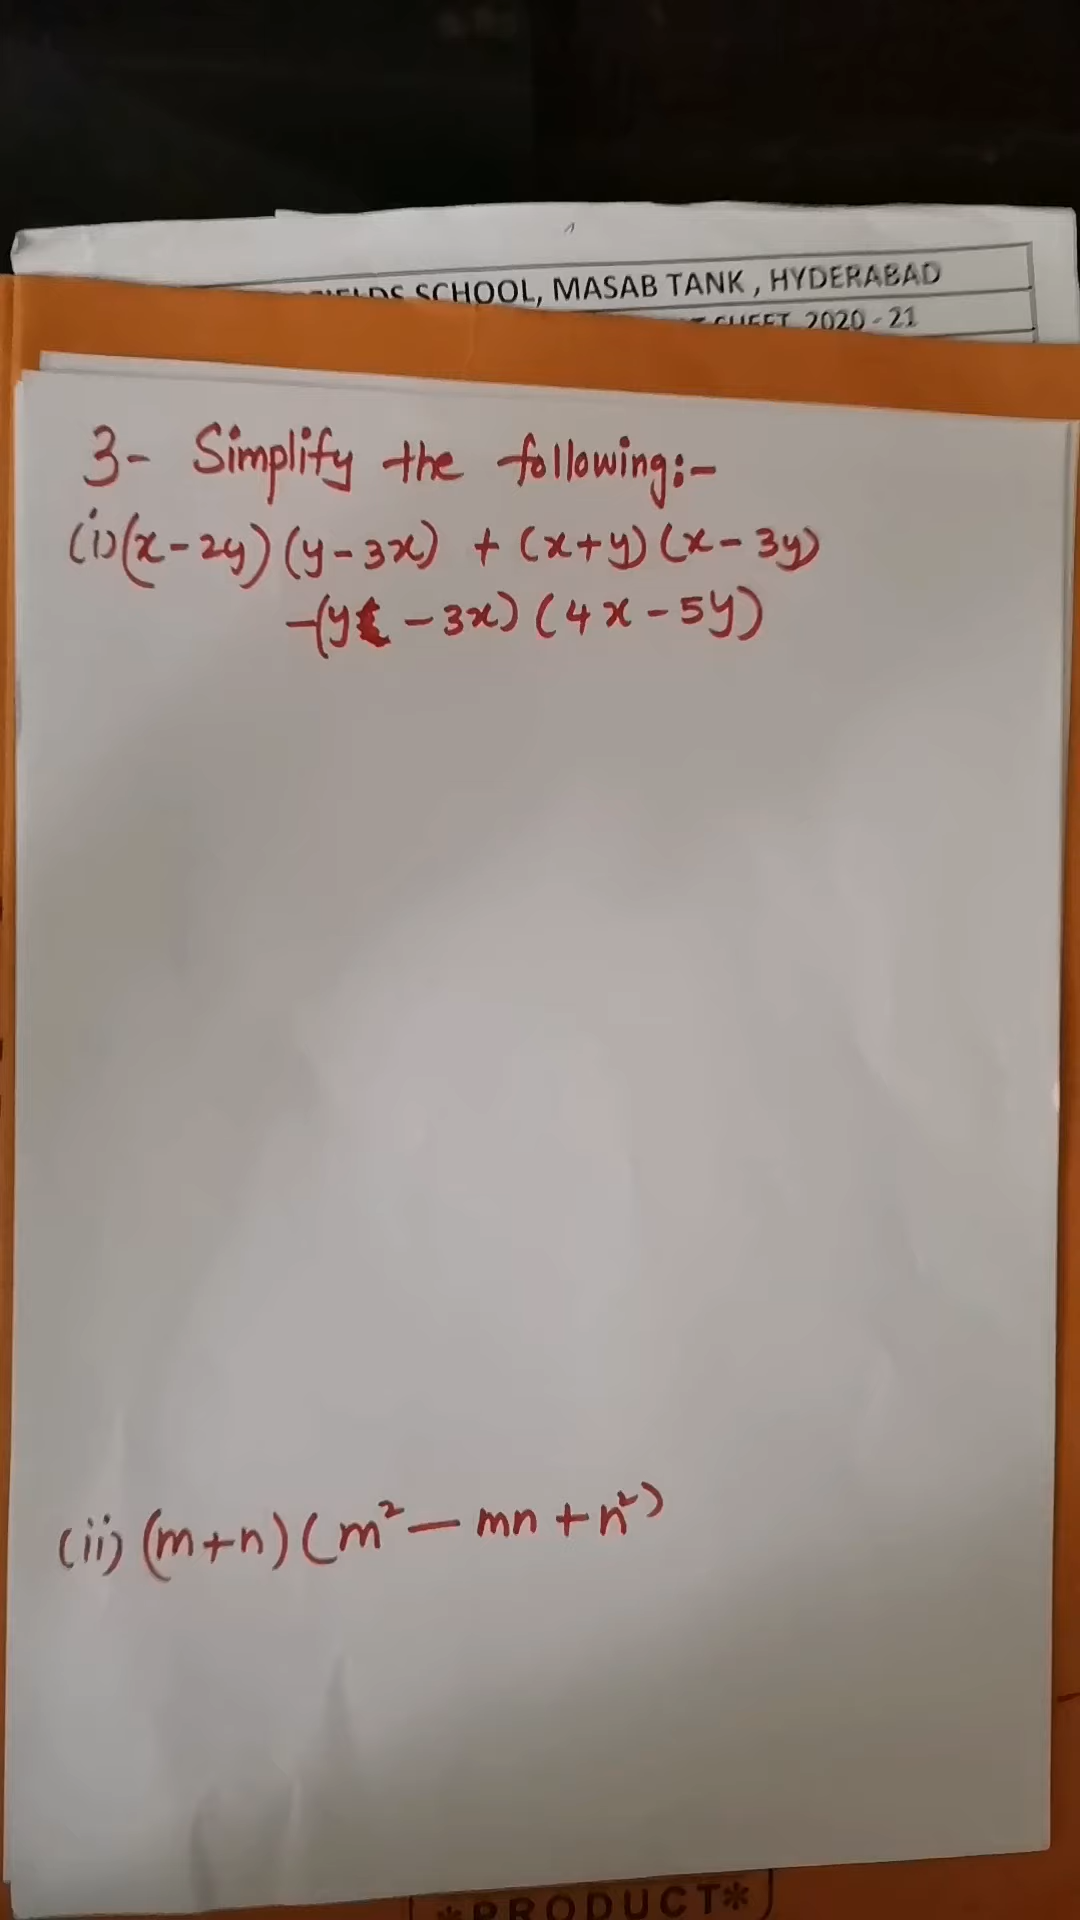 SCHOOL, MASAB TANK, HYDERABAD
2020-21
3- Simplify the following:-
(i) (x-2y) (y-3x) + (x+y) (x-3y)
-(y - 3x) (4x-5y)
(ii) (m+n) (m² - mn + n²)
*PRODUCT*